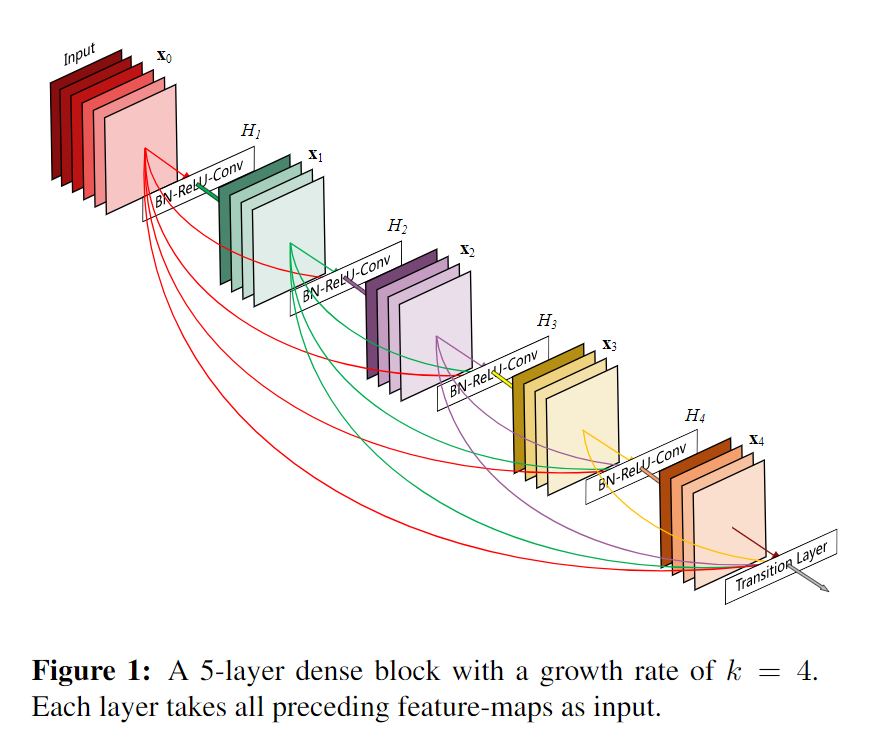 Input
x0
H1
BN-ReLU-Conv
x1
H2
BN-ReLU-Conv
x2
H3
BN-ReLU-Conv
x3
H4
BN-ReLU-Conv
x4
Transition Layer
Figure 1: A 5-layer dense block with a growth rate of k = 4.
Each layer takes all preceding feature-maps as input.